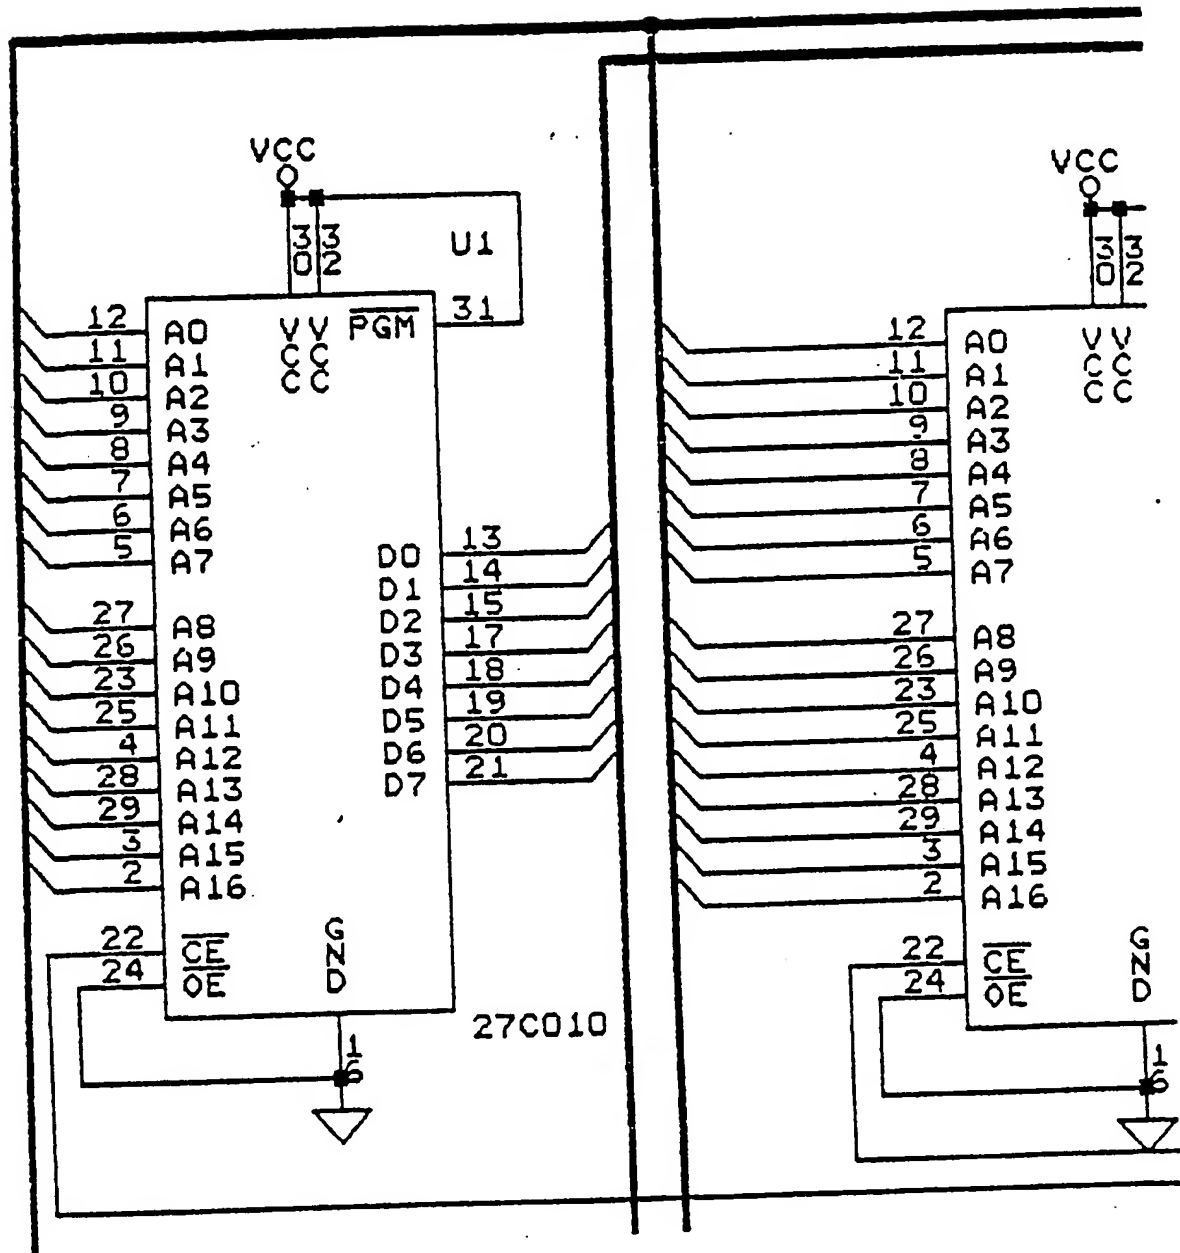 VCC
30
32
U1
31
VCC
VCC
PGM
12 A0
11 A1
10 A2
9 A3
8 A4
7 A5
6 A6
5 A7
27 A8
26 A9
23 A10
25 A11
4 A12
28 A13
29 A14
3 A15
2 A16
22 CE
24 OE
D0 13
D1 14
D2 15
D3 17
D4 18
D5 19
D6 20
D7 21
GND
16
27C010
VCC
30
32
VCC
VCC
12 A0
11 A1
10 A2
9 A3
8 A4
7 A5
6 A6
5 A7
27 A8
26 A9
23 A10
25 A11
4 A12
28 A13
29 A14
3 A15
2 A16
22 CE
24 OE
GND
16